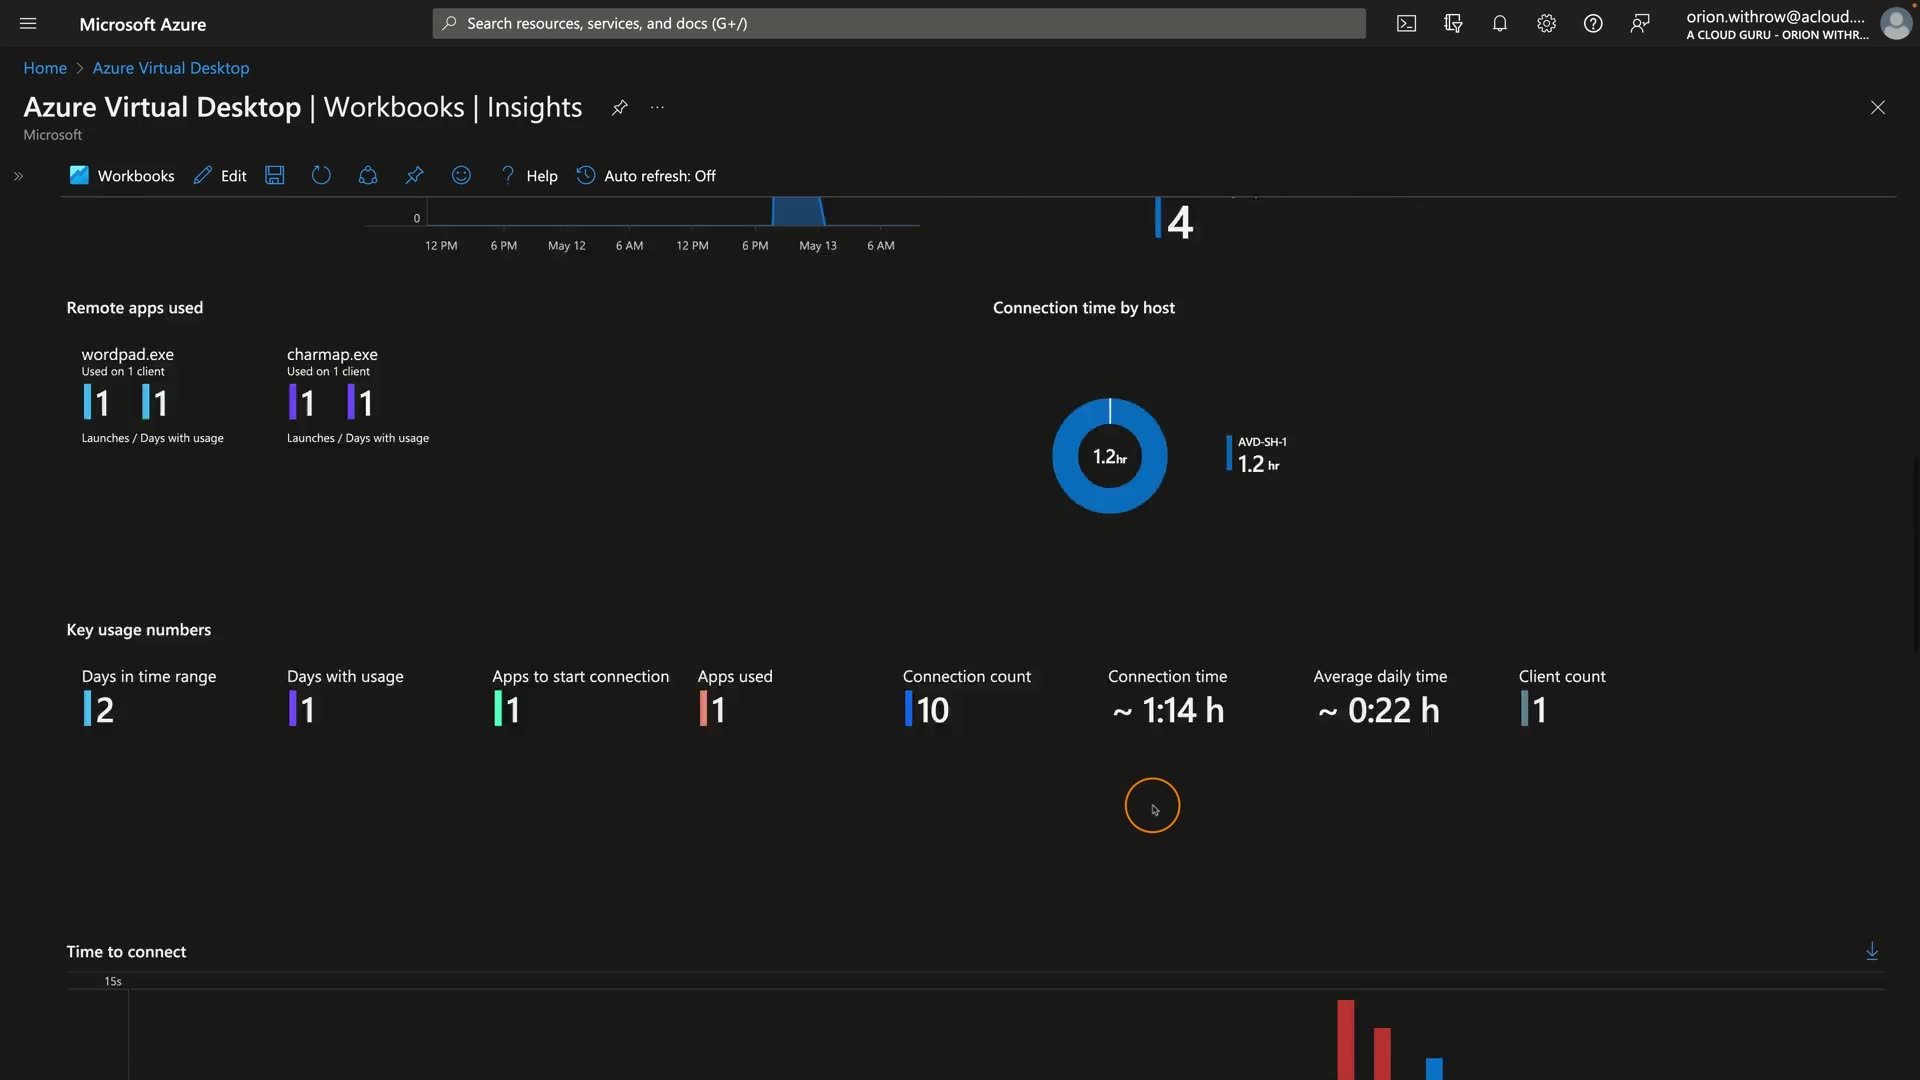 Microsoft Azure
Search resources, services, and docs (G+/)
orion.withrow@acloud....
A CLOUD GURU - ORION WITHR...
Home > Azure Virtual Desktop
Azure Virtual Desktop | Workbooks | Insights
Microsoft
Workbooks Edit Help Auto refresh: Off
0
12 PM 6 PM May 12 6 AM 12 PM 6 PM May 13 6 AM
4
Remote apps used
wordpad.exe charmap.exe
Used on 1 client Used on 1 client
1 1 1 1
Launches / Days with usage Launches / Days with usage
Connection time by host
1.2hr
AVD-SH-1
1.2 hr
Key usage numbers
Days in time range Days with usage Apps to start connection Apps used Connection count Connection time Average daily time Client count
2 1 1 1 10 ~ 1:14 h ~ 0:22 h 1
Time to connect
15s